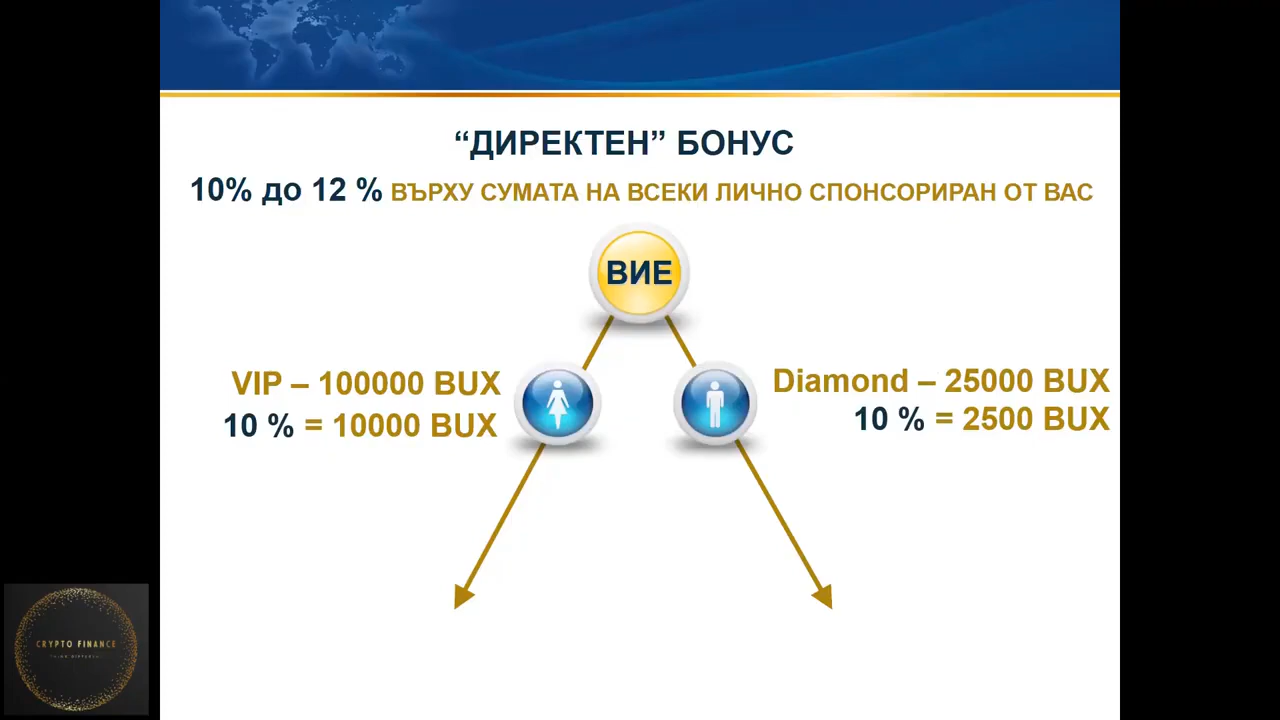 “ДИРЕКТЕН” БОНУС
10% до 12 % ВЪРХУ СУМАТА НА ВСЕКИ ЛИЧНО СПОНСОРИРАН ОТ ВАС
ВИЕ
VIP – 100000 BUX
10 % = 10000 BUX
Diamond – 25000 BUX
10 % = 2500 BUX
CRYPTO FINANCE